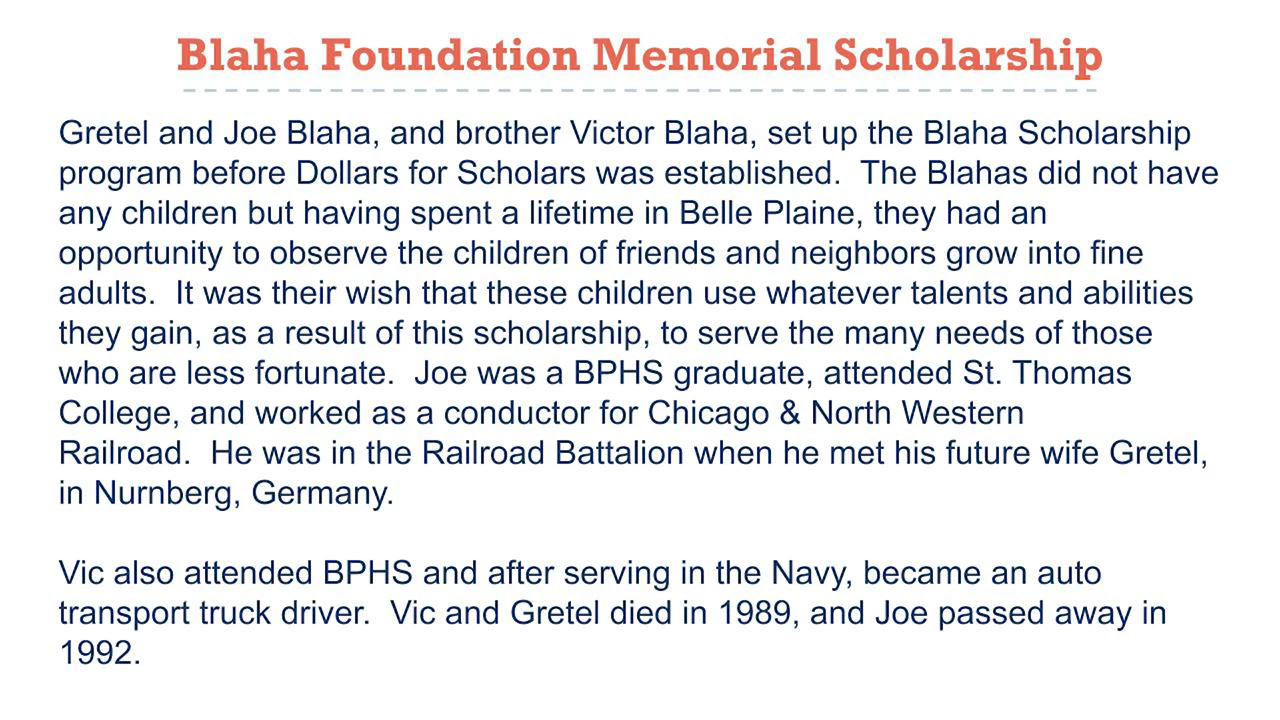 Blaha Foundation Memorial Scholarship
Gretel and Joe Blaha, and brother Victor Blaha, set up the Blaha Scholarship
program before Dollars for Scholars was established.  The Blahas did not have
any children but having spent a lifetime in Belle Plaine, they had an
opportunity to observe the children of friends and neighbors grow into fine
adults.  It was their wish that these children use whatever talents and abilities
they gain, as a result of this scholarship, to serve the many needs of those
who are less fortunate.  Joe was a BPHS graduate, attended St. Thomas
College, and worked as a conductor for Chicago & North Western
Railroad.  He was in the Railroad Battalion when he met his future wife Gretel,
in Nurnberg, Germany.
Vic also attended BPHS and after serving in the Navy, became an auto
transport truck driver.  Vic and Gretel died in 1989, and Joe passed away in
1992.